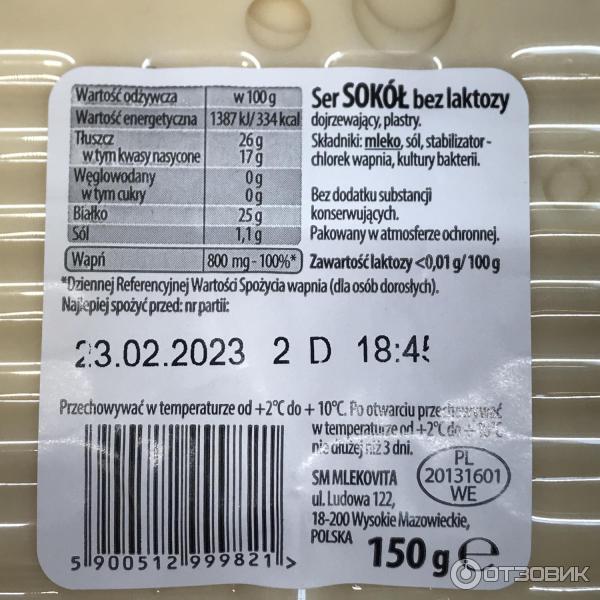 Wartość odżywcza w 100 g
Wartość energetyczna 1387 kJ/ 334 kcal
Tłuszcz 26 g
w tym kwasy nasycone 17 g
Węglowodany 0 g
w tym cukry 0 g
Białko 25 g
Sól 1,1 g
Wapń 800 mg - 100%*
Ser SOKÓŁ bez laktozy
dojrzewający, plastry.
Składniki: mleko, sól, stabilizator -
chlorek wapnia, kultury bakterii.
Bez dodatku substancji
konserwujących.
Pakowany w atmosferze ochronnej.
Zawartość laktozy <0,01 g/ 100 g
*Dziennej Referencyjnej Wartości Spożycia wapnia (dla osób dorosłych).
Najlepiej spożyć przed: nr partii:
23.02.2023 2 D 18:45
Przechowywać w temperaturze od +2°C do + 10°C. Po otwarciu przechowywać
w temperaturze od +2°C do + 10°C
nie dłużej niż 3 dni.
SM MLEKOVITA
ul. Ludowa 122,
18-200 Wysokie Mazowieckie,
POLSKA
PL
20131601
WE
150 g e
5 900512 999821 >
ОТЗОВИК